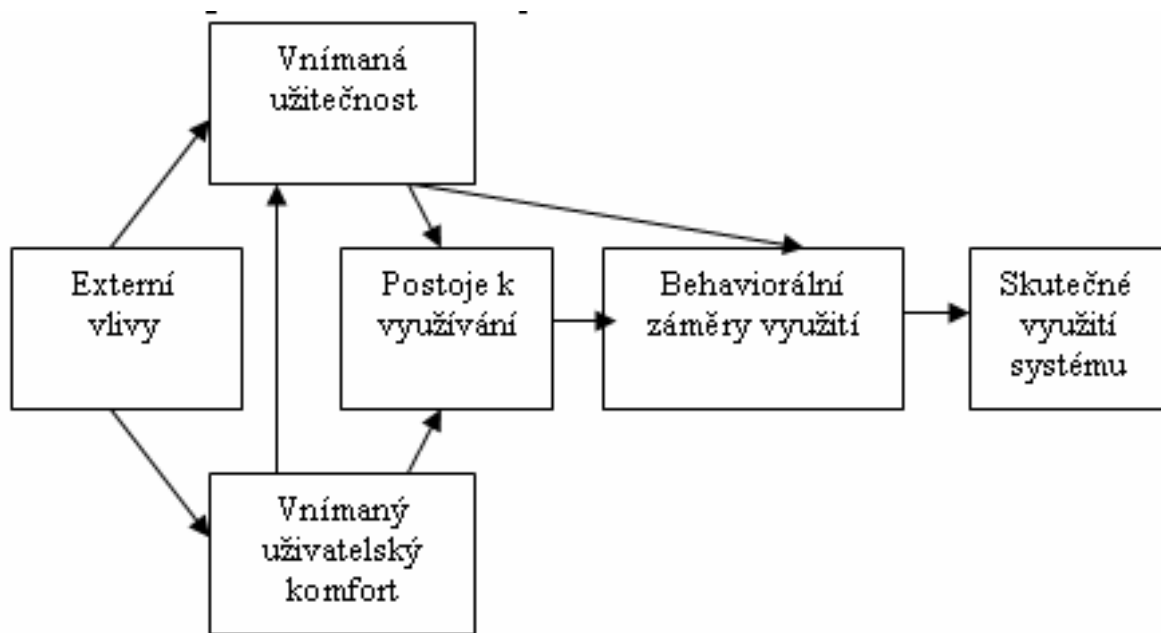 Vnímaná
užitečnost
Externí
vlivy
Postoje k
využívání
Behaviorální
záměry využití
Skutečné
využití
systému
Vnímaný
uživatelský
komfort